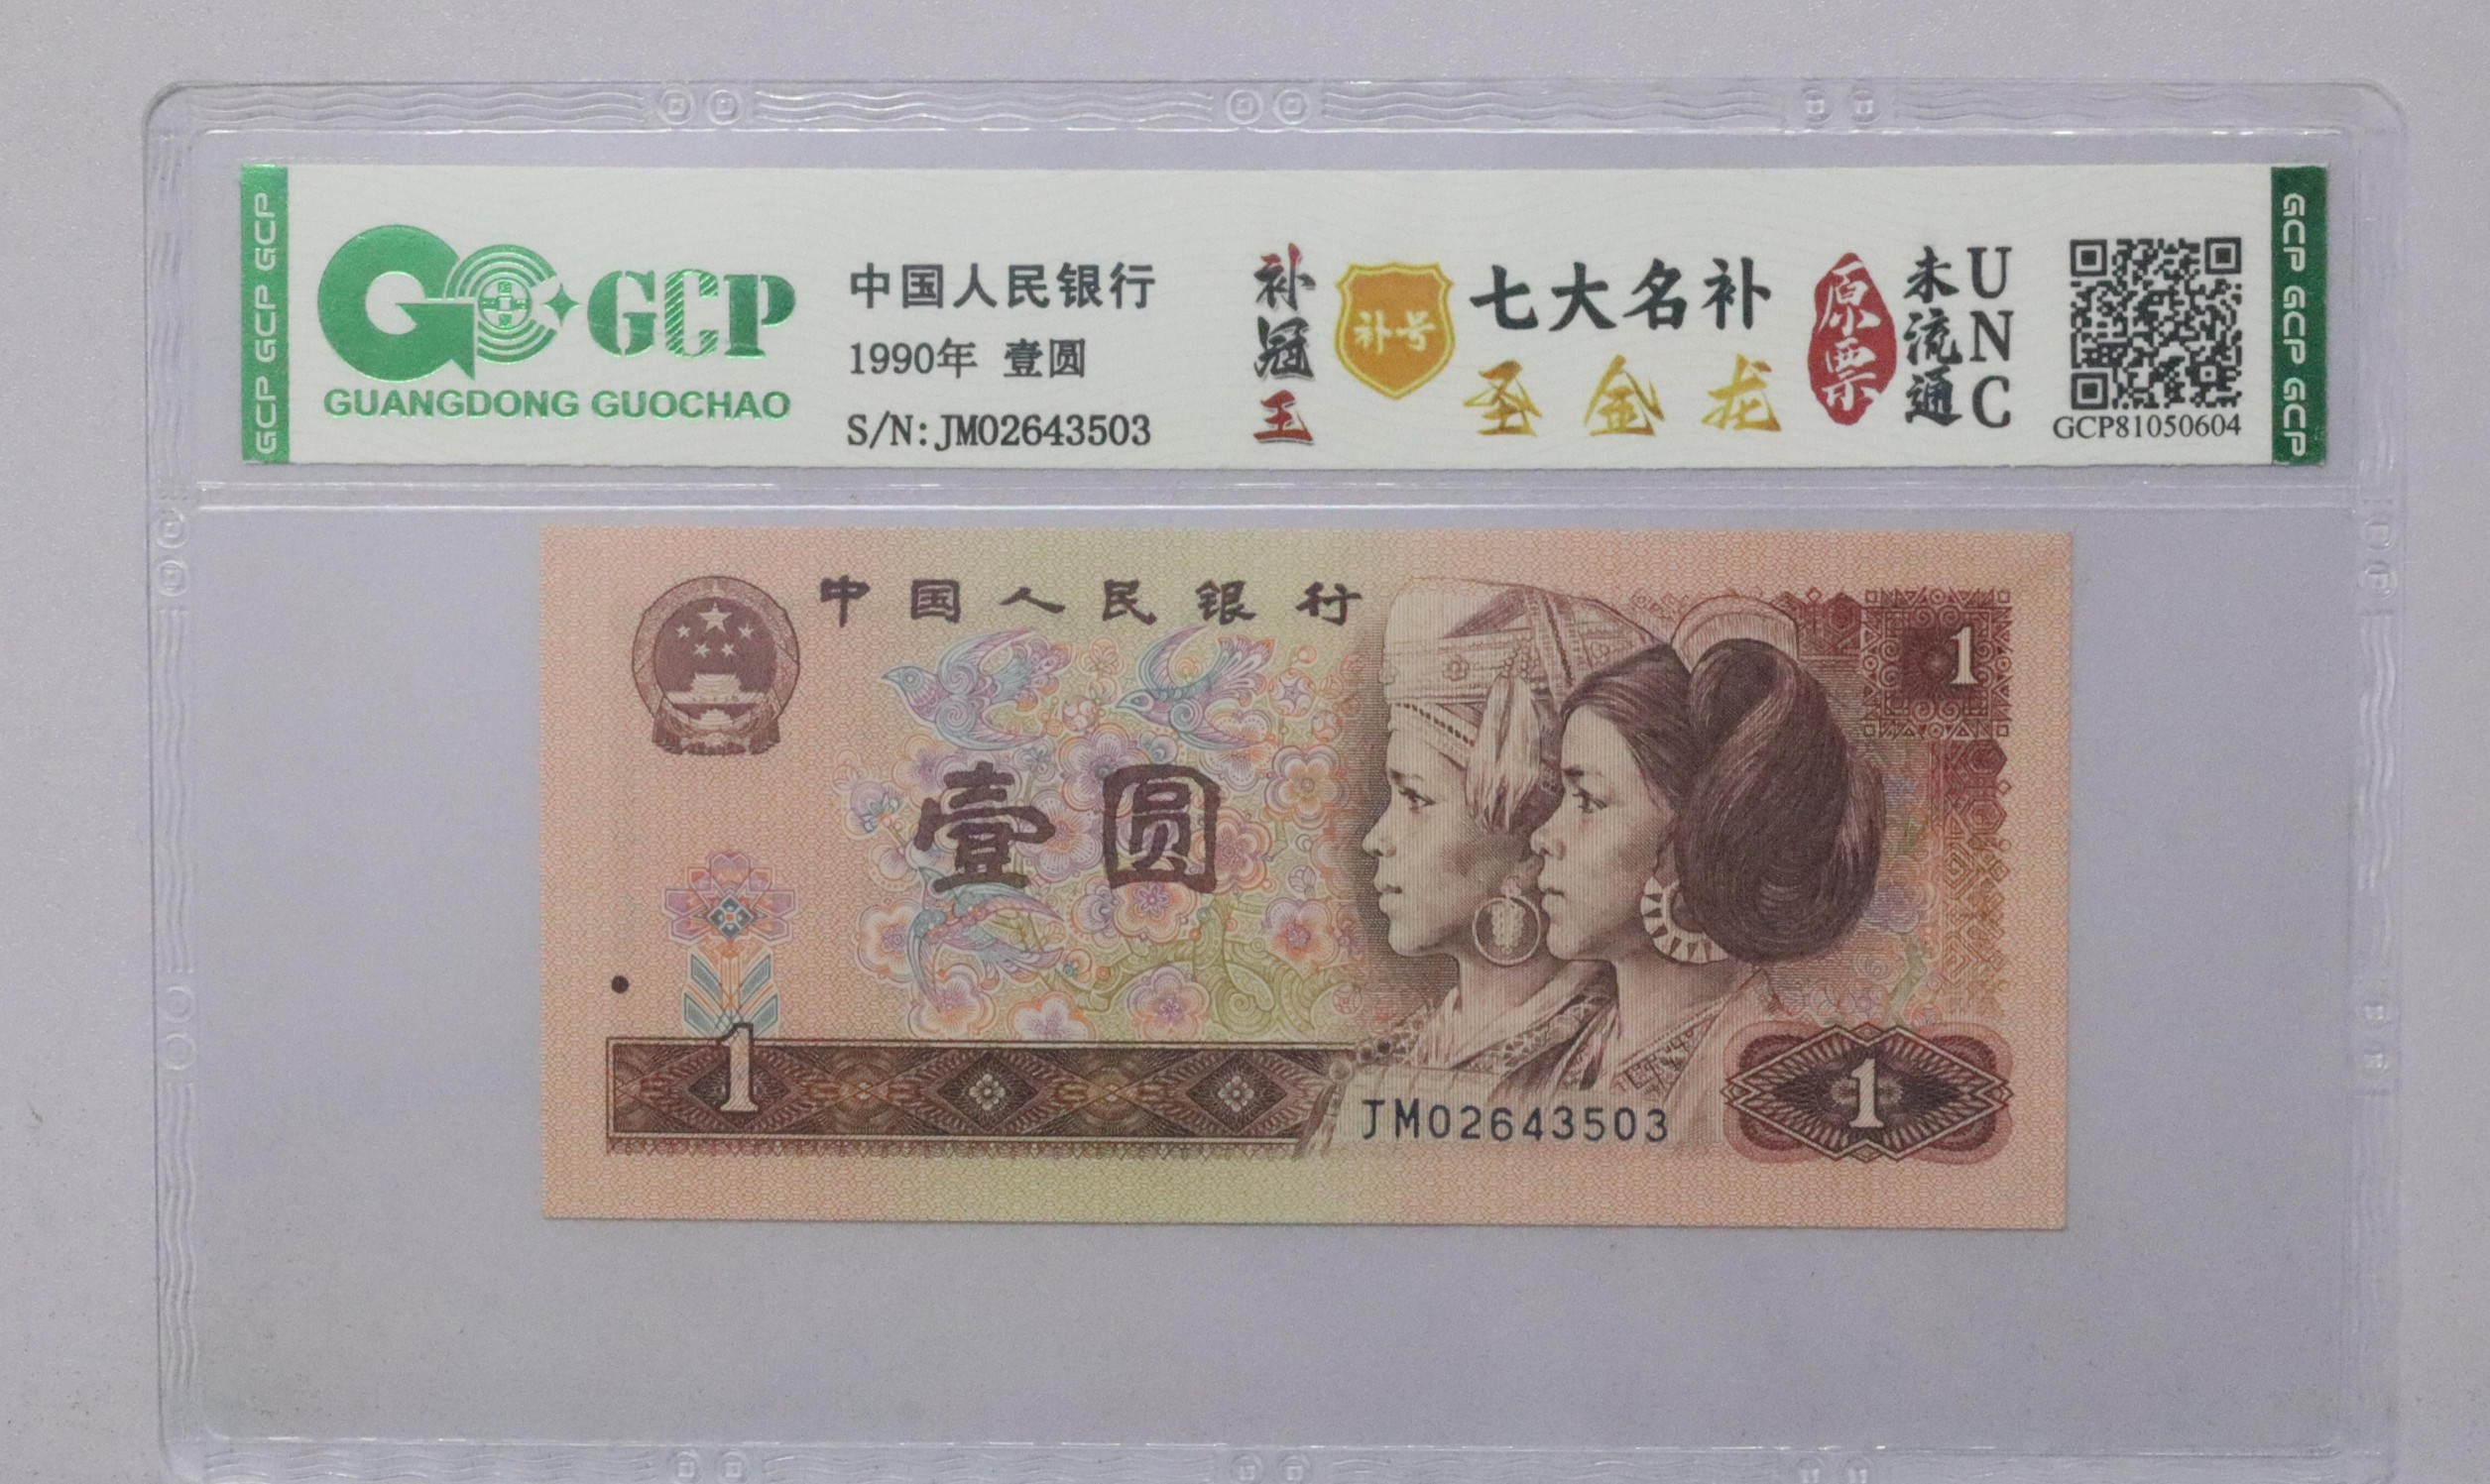 GCP GCP GCP
GCP
GUANGDONG GUOCHAO
中国人民银行
1990年 壹圆
S/N:JM02643503
补冠王
补号
七大名补
圣金龙
原票
未流通
UNC
GCP81050604
GCP GCP GCP
中国人民银行
1
壹圆
1
JM02643503
1